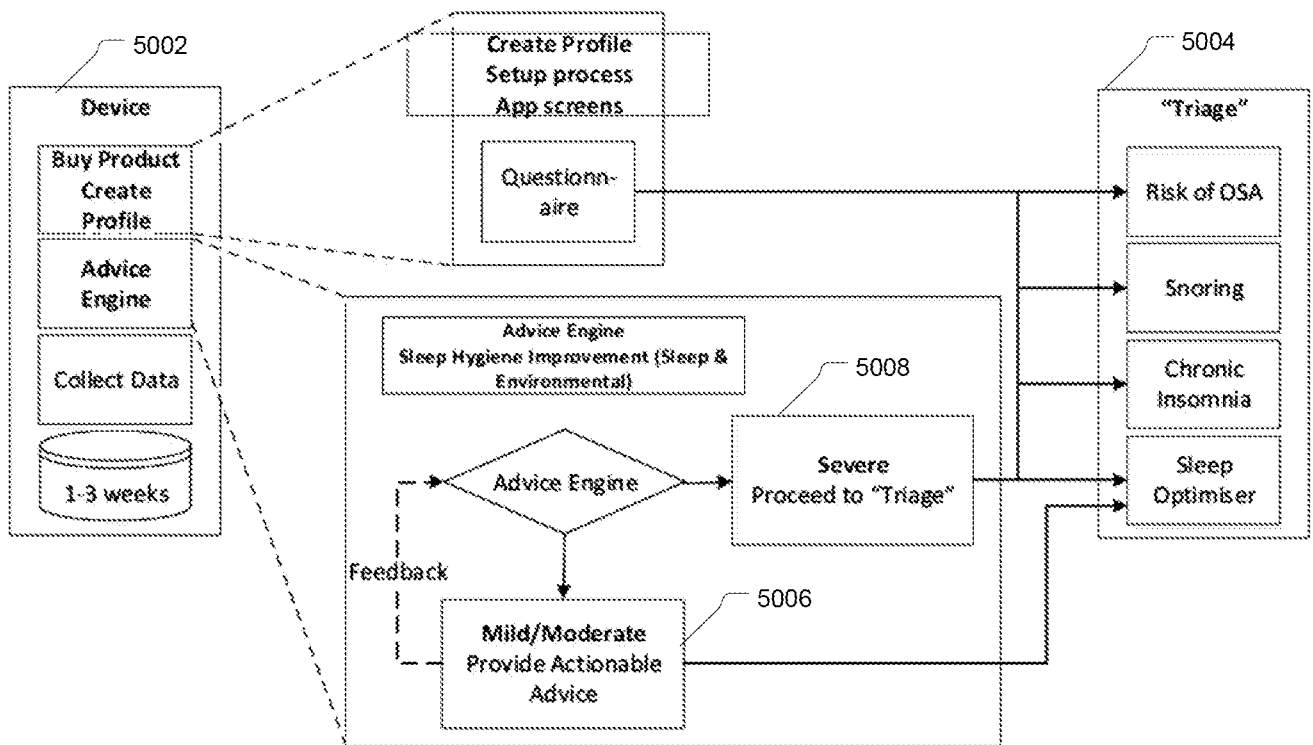 5002
Device
Buy Product
Create
Profile
Advice
Engine
Collect Data
1-3 weeks
Create Profile
Setup process
App screens
Questionn-
aire
Advice Engine
Sleep Hygiene Improvement (Sleep &
Environmental)
Advice Engine
Feedback
5008
Severe
Proceed to “Triage”
5006
Mild/Moderate
Provide Actionable
Advice
5004
“Triage”
Risk of OSA
Snoring
Chronic
Insomnia
Sleep
Optimiser